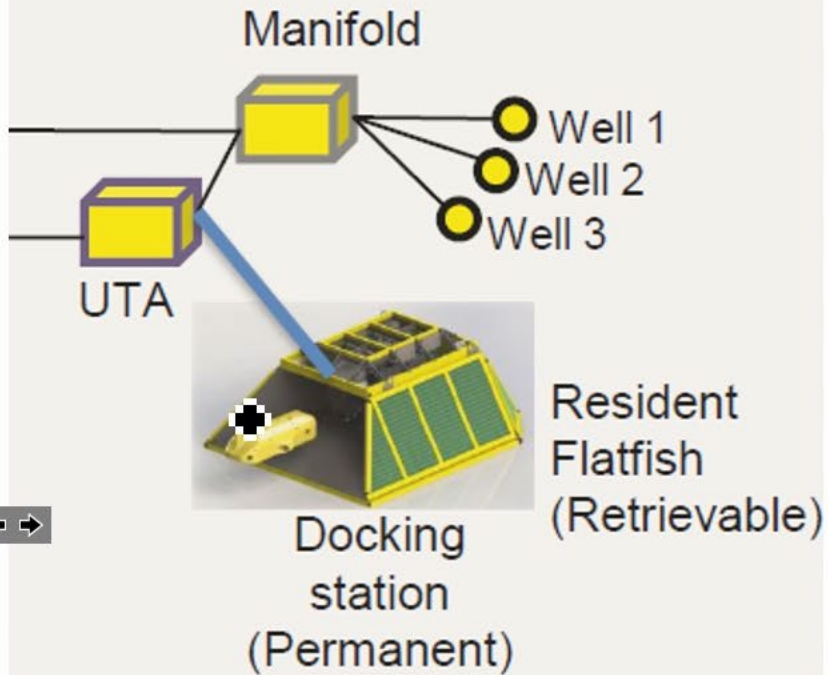 Manifold
Well 1
Well 2
Well 3
UTA
Resident
Flatfish
(Retrievable)
Docking
station
(Permanent)